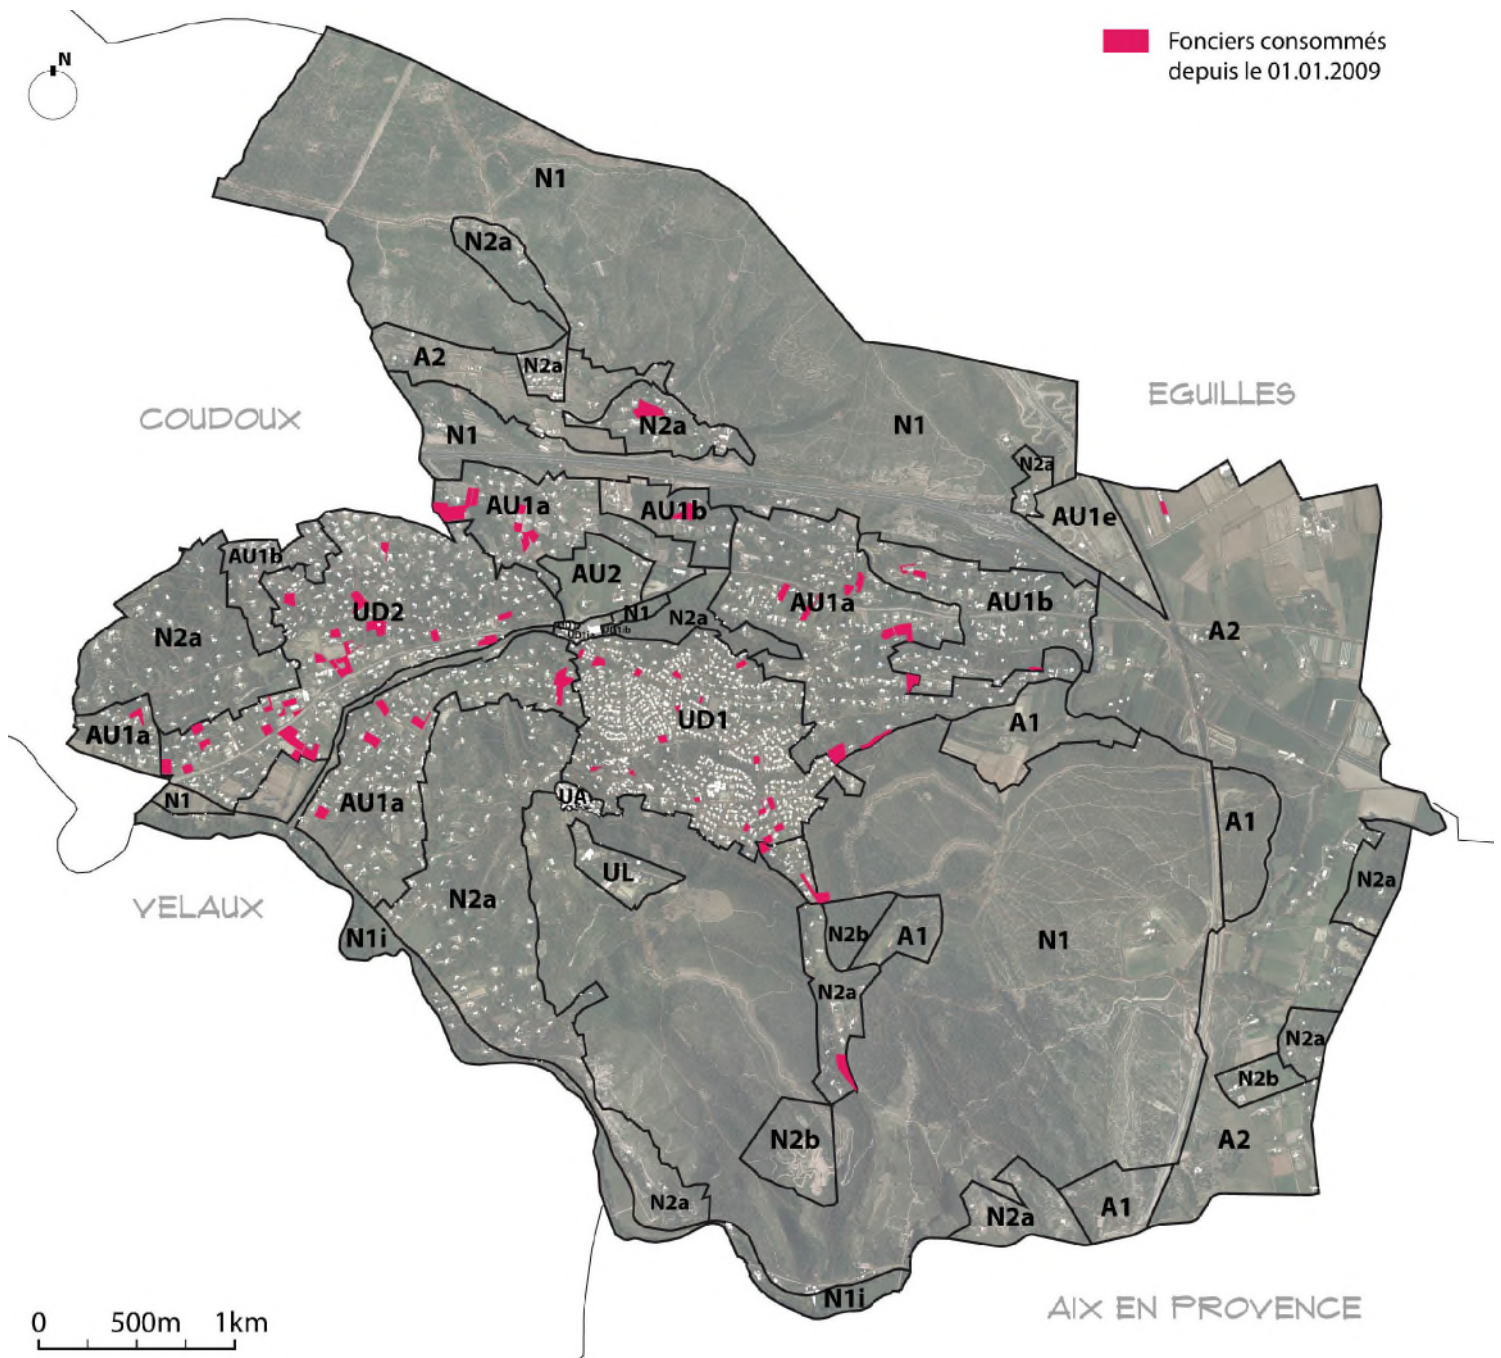 N
Fonciers consommés
depuis le 01.01.2009
N1
N2a
A2
N2a
N2a
N1
N1
COUDOUX
EGUILLES
N2a
AU1e
AU1a
AU1b
AU1b
AU2
AU1a
AU1b
UD2
N1
N2a
N2a
A2
UD1
A1
AU1a
N1
AU1a
UA
A1
UL
N2a
N2a
VELAUX
N1i
N2b
A1
N1
N2a
N2a
N2b
N2b
A2
N2a
N2a
A1
N1i
AIX EN PROVENCE
0 500m 1km